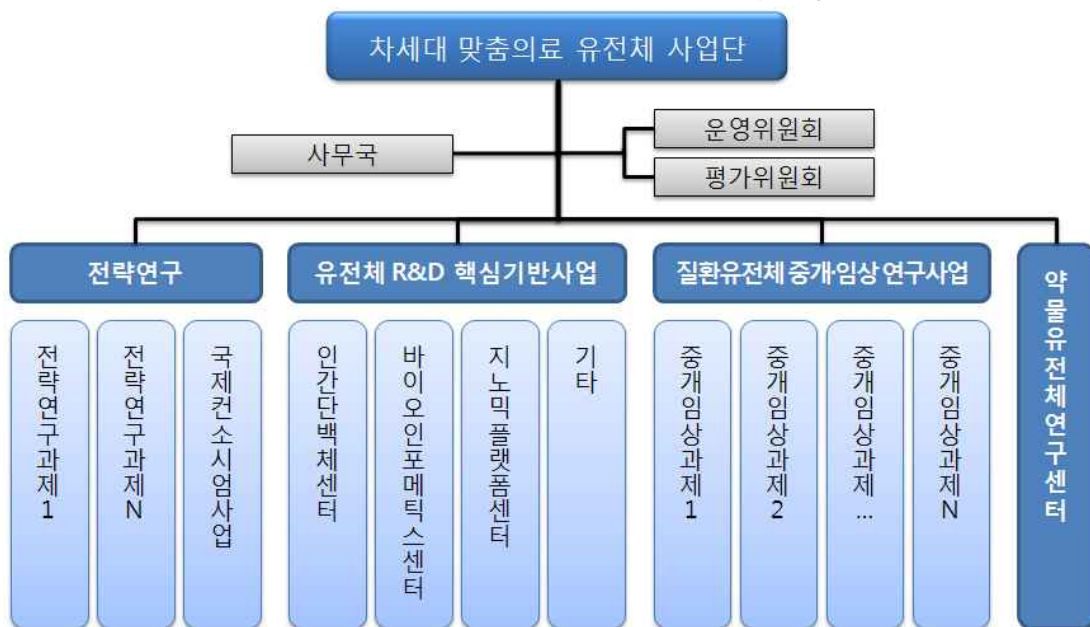 차세대 맞춤의료 유전체 사업단
사무국
운영위원회
평가위원회
전략연구
유전체 R&D 핵심기반사업
질환유전체 중개·임상 연구사업
약물유전체연구센터
전략연구과제1
전략연구과제N
국제컨소시엄사업
인간단백체센터
바이오인포메틱스센터
지노믹플랫폼센터
기타
중개임상과제1
중개임상과제2
중개임상과제...
중개임상과제N